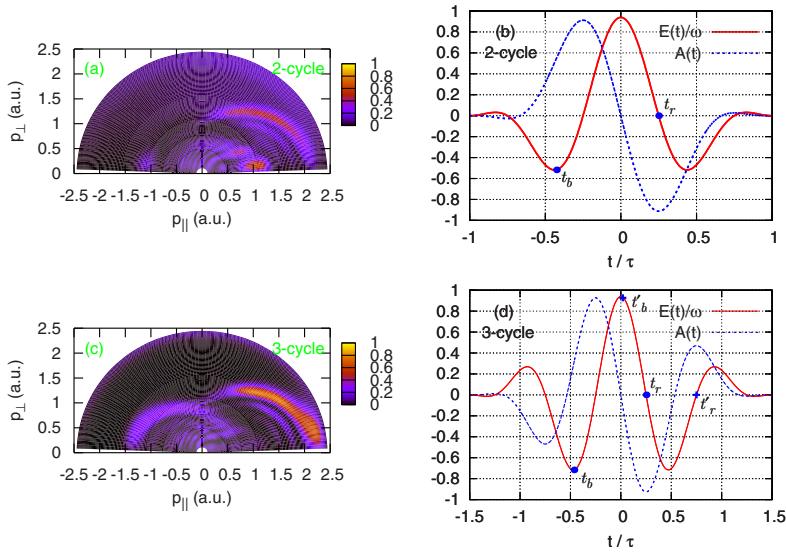 2.5
2
1.5
1
0.5
0
(a)
2-cycle
1
0.8
0.6
0.4
0.2
0
p⊥ (a.u.)
-2.5 -2 -1.5 -1 -0.5 0 0.5 1 1.5 2 2.5
p|| (a.u.)
1
0.8
0.6
0.4
0.2
0
-0.2
-0.4
-0.6
-0.8
-1
(b)
2-cycle
E(t)/ω
A(t)
t_r
t_b
-1 -0.5 0 0.5 1
t / τ
2.5
2
1.5
1
0.5
0
(c)
3-cycle
1
0.8
0.6
0.4
0.2
0
p⊥ (a.u.)
-2.5 -2 -1.5 -1 -0.5 0 0.5 1 1.5 2 2.5
p|| (a.u.)
1
0.8
0.6
0.4
0.2
0
-0.2
-0.4
-0.6
-0.8
-1
(d)
3-cycle
t'_b
E(t)/ω
A(t)
t_r
t'_r
t_b
-1.5 -1 -0.5 0 0.5 1 1.5
t / τ